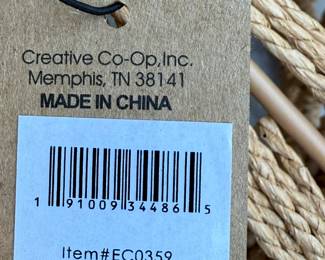 Creative Co-Op, Inc.
Memphis, TN 38141
MADE IN CHINA
1 91009 34486 5
Item#EC0359